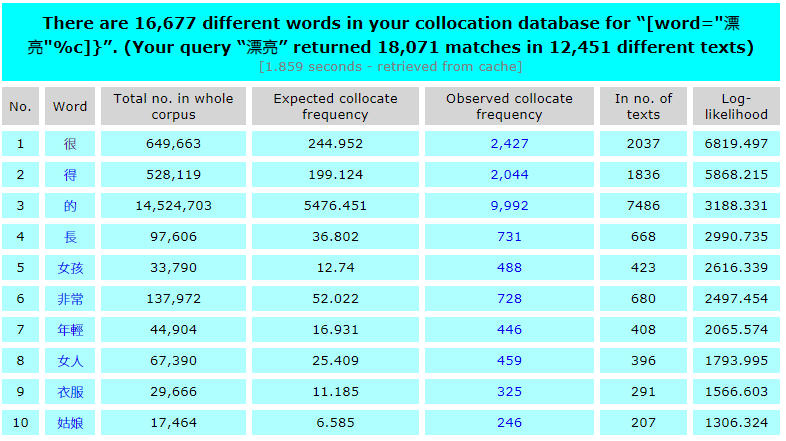 There are 16,677 different words in your collocation database for “[word="漂
亮"%c]}”. (Your query “漂亮” returned 18,071 matches in 12,451 different texts)
[1.859 seconds - retrieved from cache]
No. Word Total no. in whole corpus Expected collocate frequency Observed collocate frequency In no. of texts Log-likelihood
1 很 649,663 244.952 2,427 2037 6819.497
2 得 528,119 199.124 2,044 1836 5868.215
3 的 14,524,703 5476.451 9,992 7486 3188.331
4 長 97,606 36.802 731 668 2990.735
5 女孩 33,790 12.74 488 423 2616.339
6 非常 137,972 52.022 728 680 2497.454
7 年輕 44,904 16.931 446 408 2065.574
8 女人 67,390 25.409 459 396 1793.995
9 衣服 29,666 11.185 325 291 1566.603
10 姑娘 17,464 6.585 246 207 1306.324